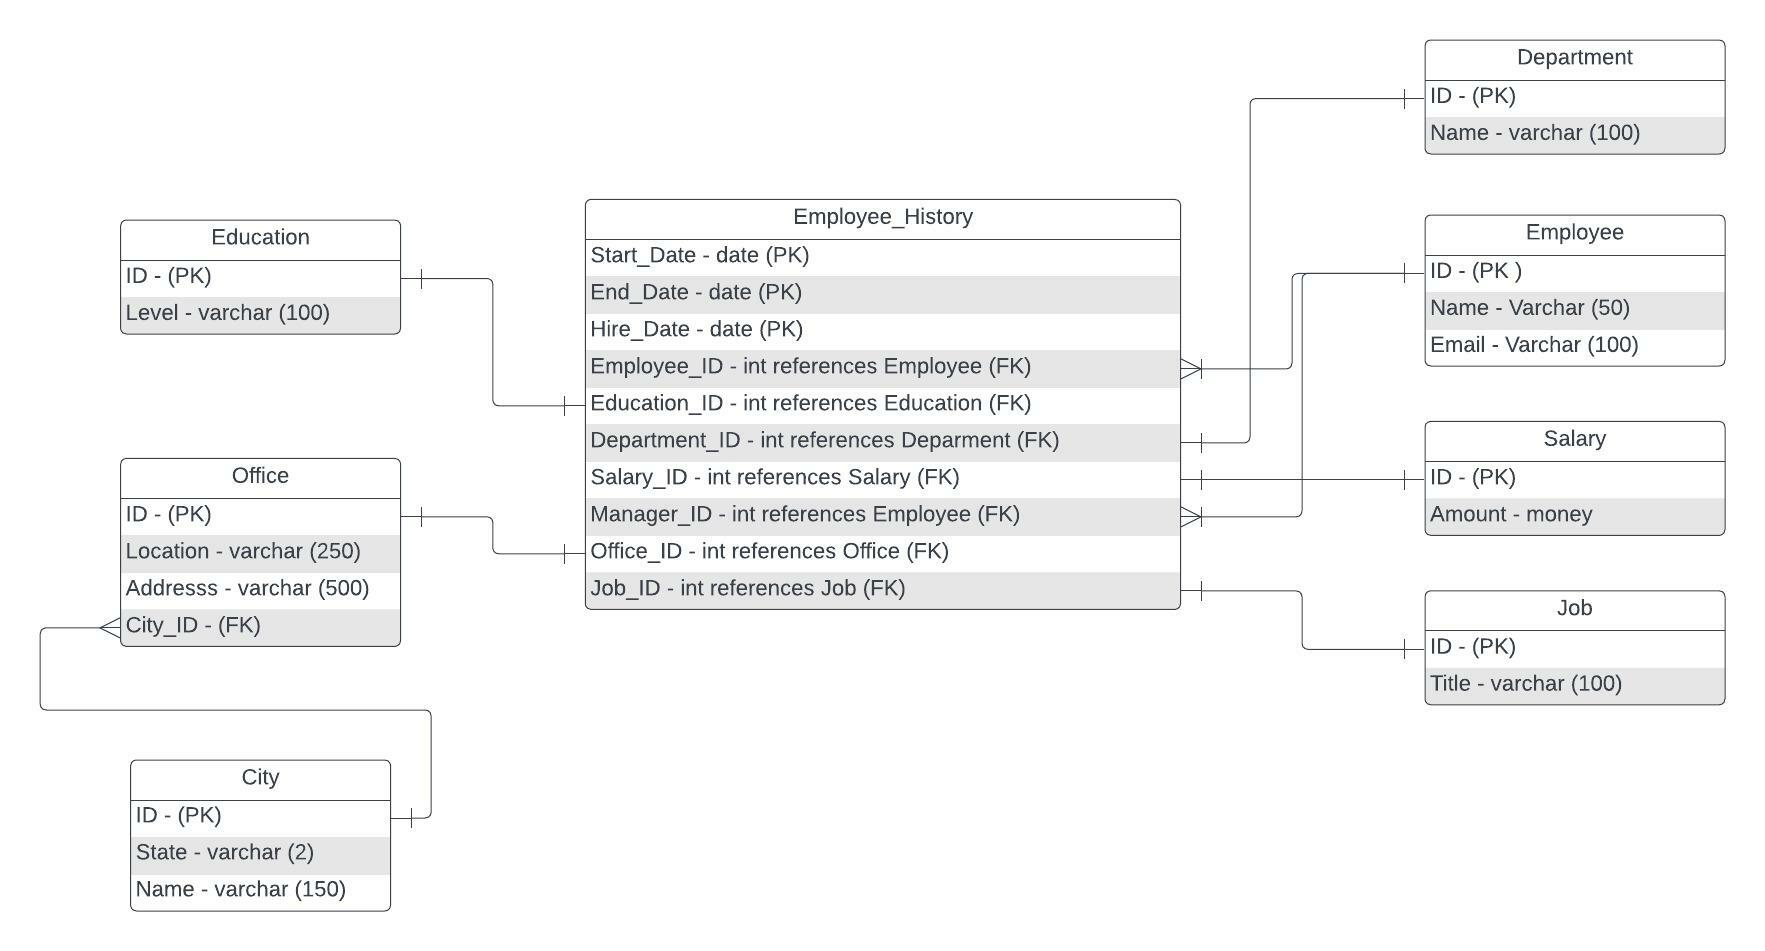 Department
ID - (PK)
Name - varchar (100)
Employee_History
Start_Date - date (PK)
End_Date - date (PK)
Hire_Date - date (PK)
Employee_ID - int references Employee (FK)
Education_ID - int references Education (FK)
Department_ID - int references Deparment (FK)
Salary_ID - int references Salary (FK)
Manager_ID - int references Employee (FK)
Office_ID - int references Office (FK)
Job_ID - int references Job (FK)
Employee
ID - (PK )
Name - Varchar (50)
Email - Varchar (100)
Education
ID - (PK)
Level - varchar (100)
Salary
ID - (PK)
Amount - money
Office
ID - (PK)
Location - varchar (250)
Addresss - varchar (500)
City_ID - (FK)
Job
ID - (PK)
Title - varchar (100)
City
ID - (PK)
State - varchar (2)
Name - varchar (150)